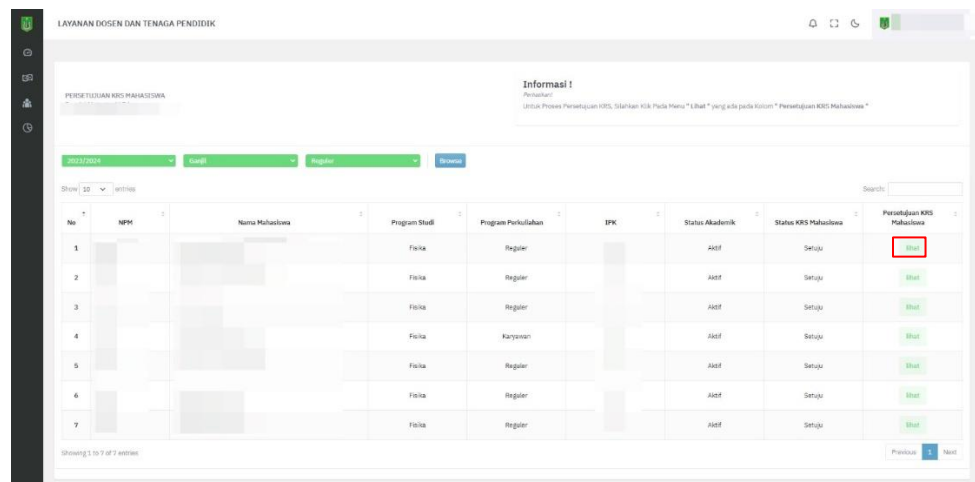 LAYANAN DOSEN DAN TENAGA PENDIDIK
PERSETUJUAN KRS MAHASISWA
Informasi !
Perhatian!
Untuk Proses Persetujuan KRS, Silahkan Klik Pada Menu " Lihat " yang ada pada Kolom " Persetujuan KRS Mahasiswa "
2023/2024 Ganjil Reguler Browse
Show 10 entries Search:
No NPM Nama Mahasiswa Program Studi Program Perkuliahan IPK Status Akademik Status KRS Mahasiswa Persetujuan KRS Mahasiswa
1 Fisika Reguler Aktif Setuju lihat
2 Fisika Reguler Aktif Setuju lihat
3 Fisika Reguler Aktif Setuju lihat
4 Fisika Karyawan Aktif Setuju lihat
5 Fisika Reguler Aktif Setuju lihat
6 Fisika Reguler Aktif Setuju lihat
7 Fisika Reguler Aktif Setuju lihat
Showing 1 to 7 of 7 entries Previous 1 Next